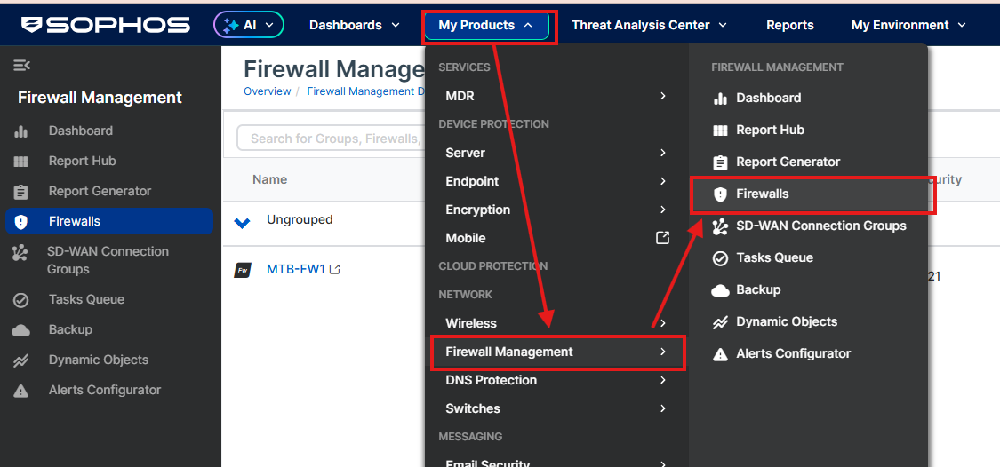 SOPHOS
AI
Dashboards
My Products
Threat Analysis Center
Reports
My Environment
Firewall Management
Dashboard
Report Hub
Report Generator
Firewalls
SD-WAN Connection
Groups
Tasks Queue
Backup
Dynamic Objects
Alerts Configurator
Firewall Manage
Overview / Firewall Management D
Search for Groups, Firewalls,
Name
Ungrouped
Fw MTB-FW1
SERVICES
MDR
DEVICE PROTECTION
Server
Endpoint
Encryption
Mobile
CLOUD PROTECTION
NETWORK
Wireless
Firewall Management
DNS Protection
Switches
MESSAGING
Email Security
FIREWALL MANAGEMENT
Dashboard
Report Hub
Report Generator
Firewalls
SD-WAN Connection Groups
Tasks Queue
Backup
Dynamic Objects
Alerts Configurator
curity
21